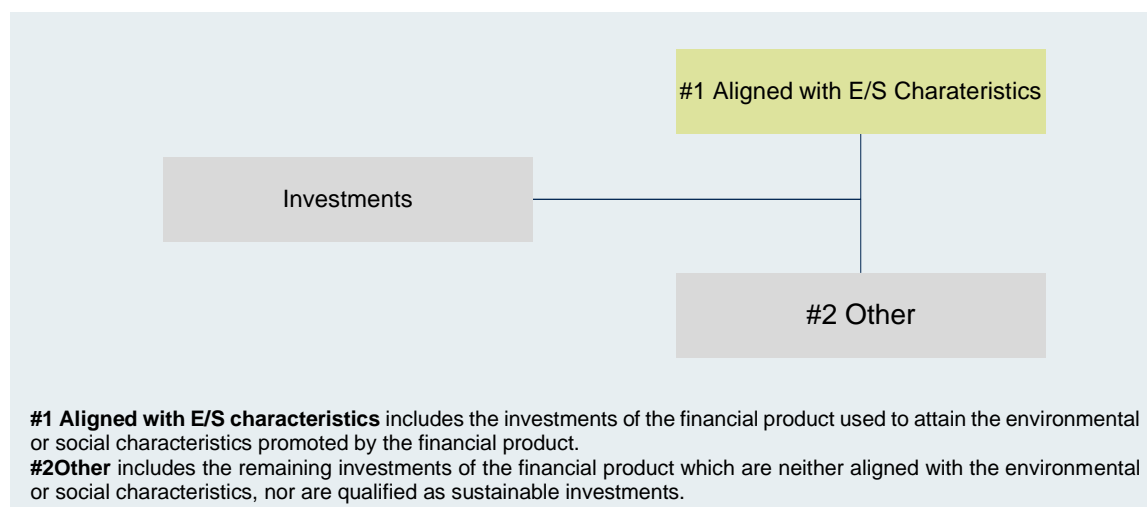 #1 Aligned with E/S Charateristics
Investments
#2 Other
#1 Aligned with E/S characteristics includes the investments of the financial product used to attain the environmental
or social characteristics promoted by the financial product.
#2Other includes the remaining investments of the financial product which are neither aligned with the environmental
or social characteristics, nor are qualified as sustainable investments.